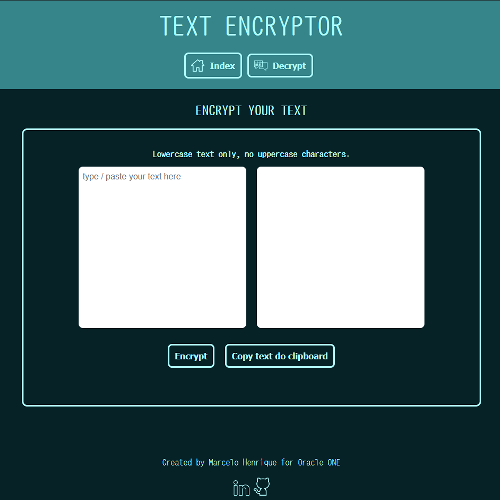 TEXT ENCRYPTOR
Index Decrypt
ENCRYPT YOUR TEXT
Lowercase text only, no uppercase characters.
type / paste your text here
Encrypt Copy text do clipboard
Created by Marcelo Henrique for Oracle ONE
in